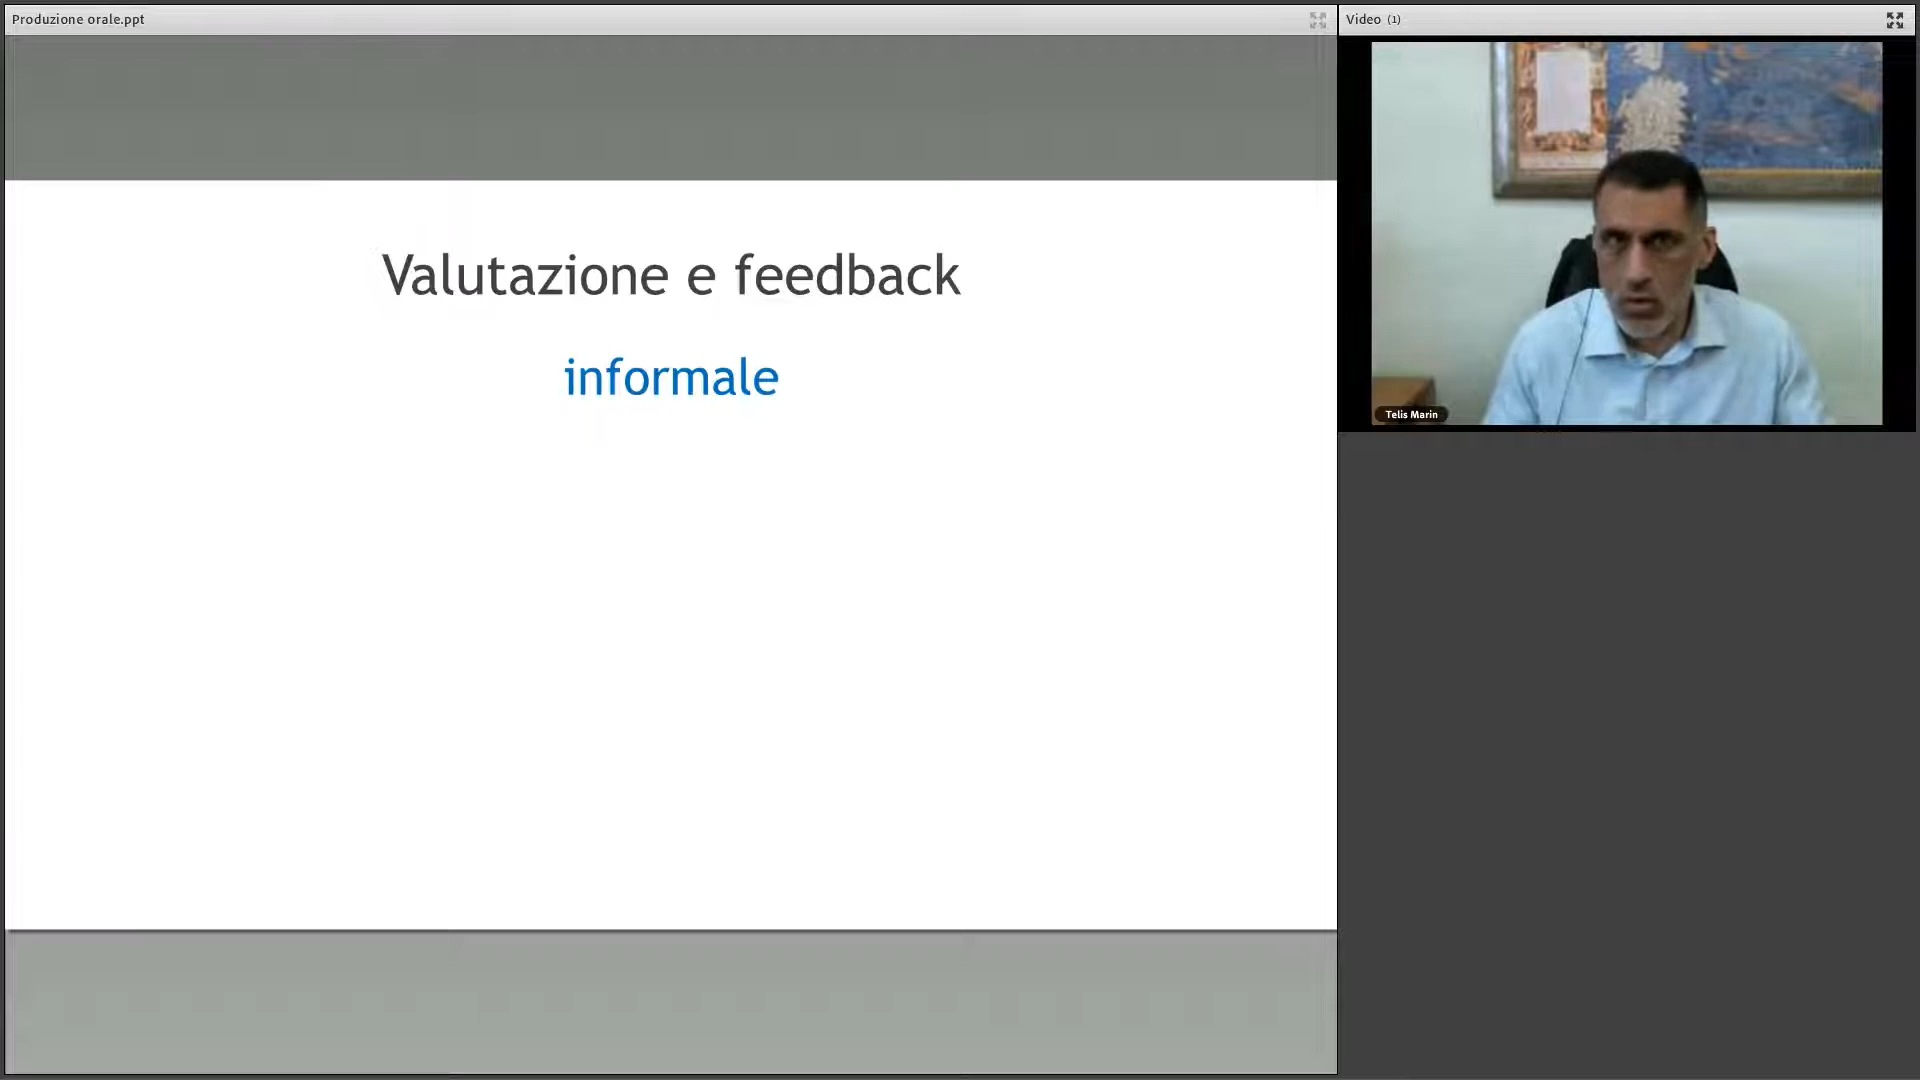 Produzione orale.ppt
Video (1)
Valutazione e feedback
informale
Telis Marin